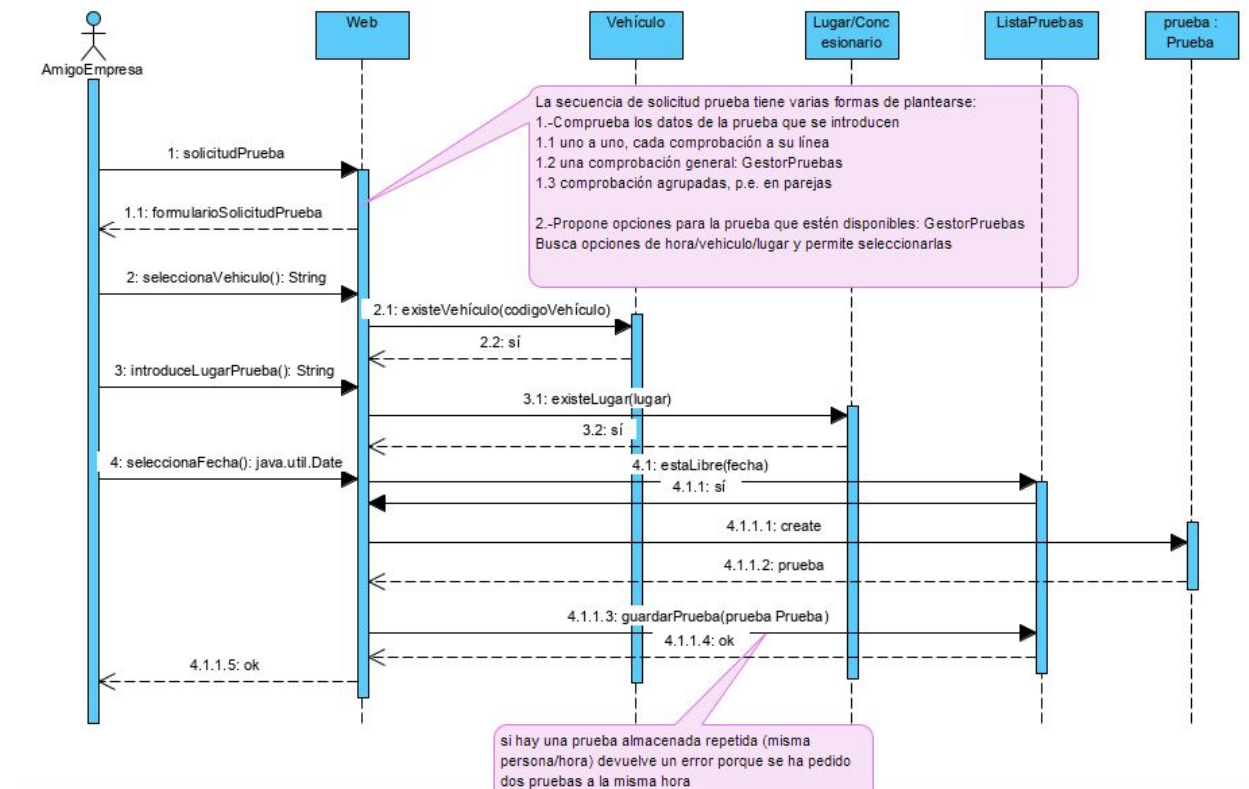 Web
Vehículo
Lugar/Conc
esionario
ListaPruebas
prueba :
Prueba
AmigoEmpresa
La secuencia de solicitud prueba tiene varias formas de plantearse:
1.-Comprueba los datos de la prueba que se introducen
1.1 uno a uno, cada comprobación a su línea
1.2 una comprobación general: GestorPruebas
1.3 comprobación agrupadas, p.e. en parejas
2.-Propone opciones para la prueba que estén disponibles: GestorPruebas
Busca opciones de hora/vehiculo/lugar y permite seleccionarlas
1: solicitudPrueba
1.1: formularioSolicitudPrueba
2: seleccionaVehiculo(): String
2.1: existeVehículo(codigoVehículo)
2.2: sí
3: introduceLugarPrueba(): String
3.1: existeLugar(lugar)
3.2: sí
4: seleccionaFecha(): java.util.Date
4.1: estaLibre(fecha)
4.1.1: sí
4.1.1.1: create
4.1.1.2: prueba
4.1.1.3: guardarPrueba(prueba Prueba)
4.1.1.4: ok
4.1.1.5: ok
si hay una prueba almacenada repetida (misma
persona/hora) devuelve un error porque se ha pedido
dos pruebas a la misma hora